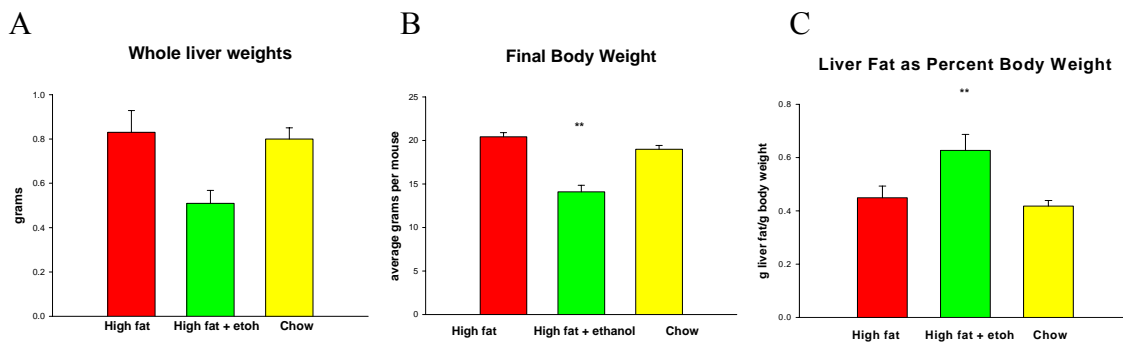 A
Whole liver weights
grams
1.0
0.8
0.6
0.4
0.2
0.0
High fat High fat + etoh Chow
B
Final Body Weight
average grams per mouse
25
20
15
10
5
0
**
High fat High fat + ethanol Chow
C
Liver Fat as Percent Body Weight
g liver fat/g body weight
0.8
0.6
0.4
0.2
0.0
**
High fat High fat + etoh Chow